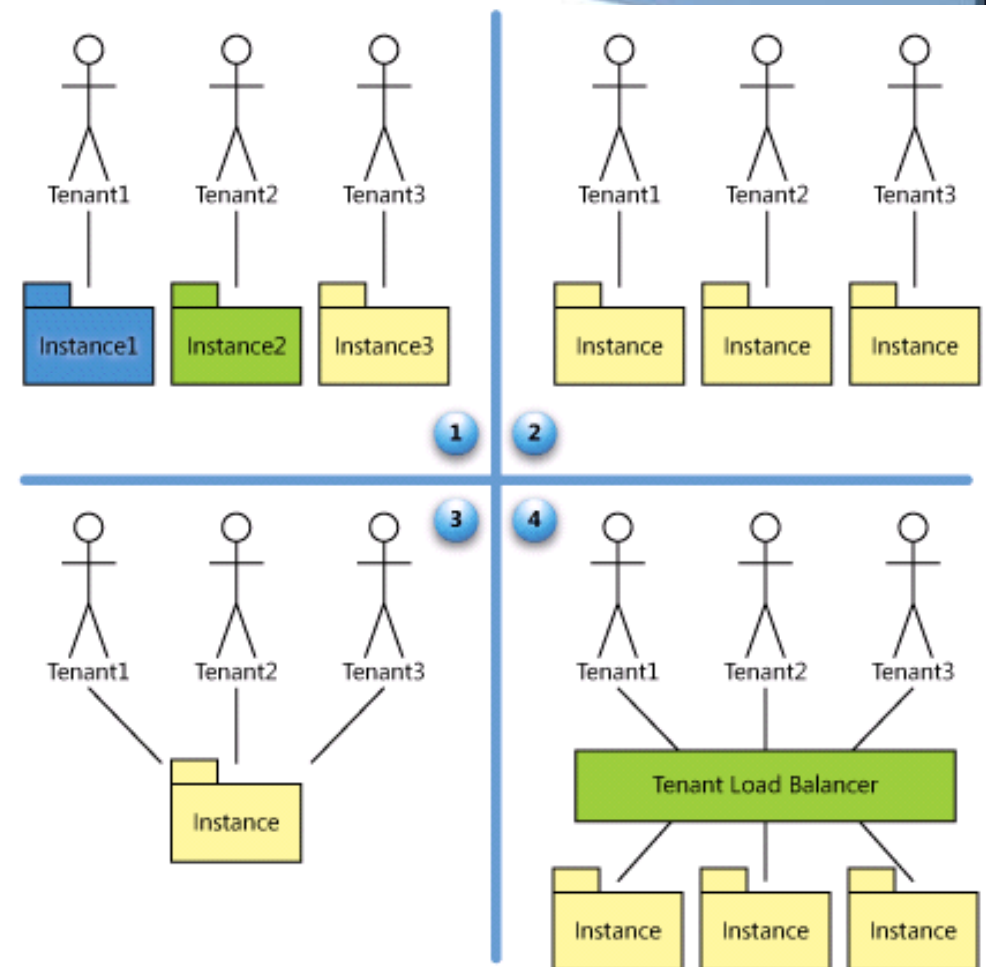 Tenant1 Tenant2 Tenant3
Instance1 Instance2 Instance3
1
Tenant1 Tenant2 Tenant3
Instance Instance Instance
2
3
Tenant1 Tenant2 Tenant3
Instance
4
Tenant1 Tenant2 Tenant3
Tenant Load Balancer
Instance Instance Instance